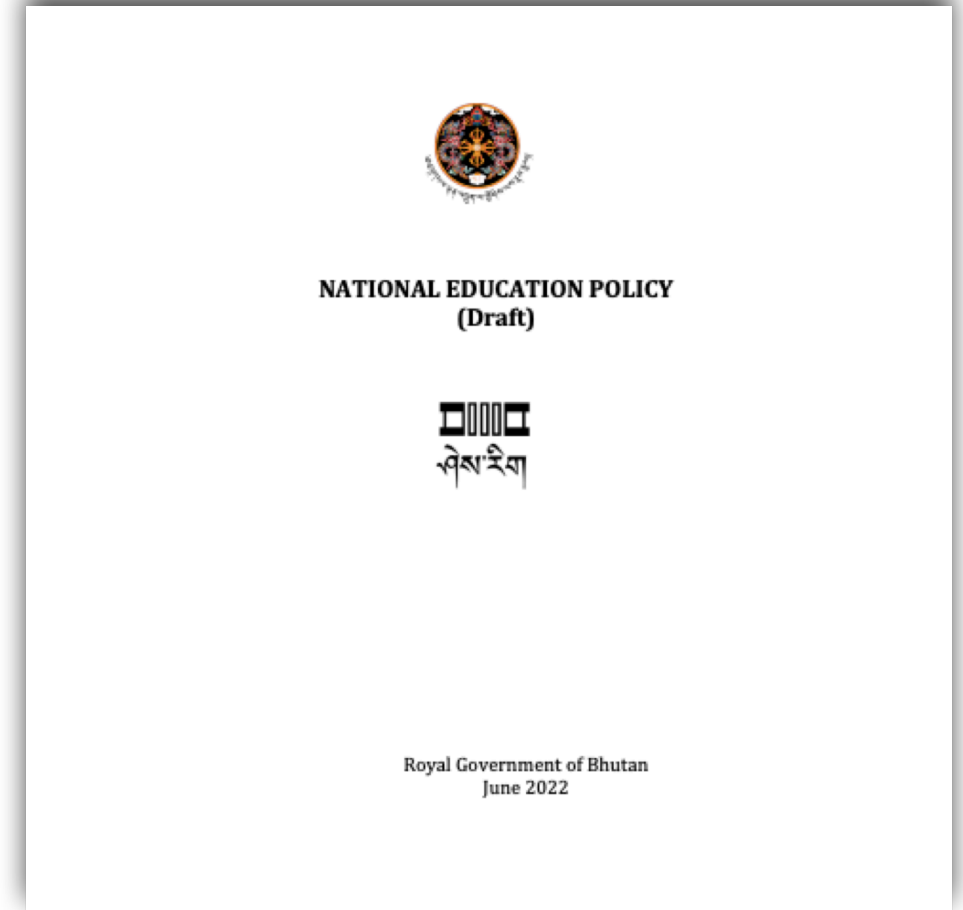 NATIONAL EDUCATION POLICY
(Draft)
ཤེས་རིག
Royal Government of Bhutan
June 2022